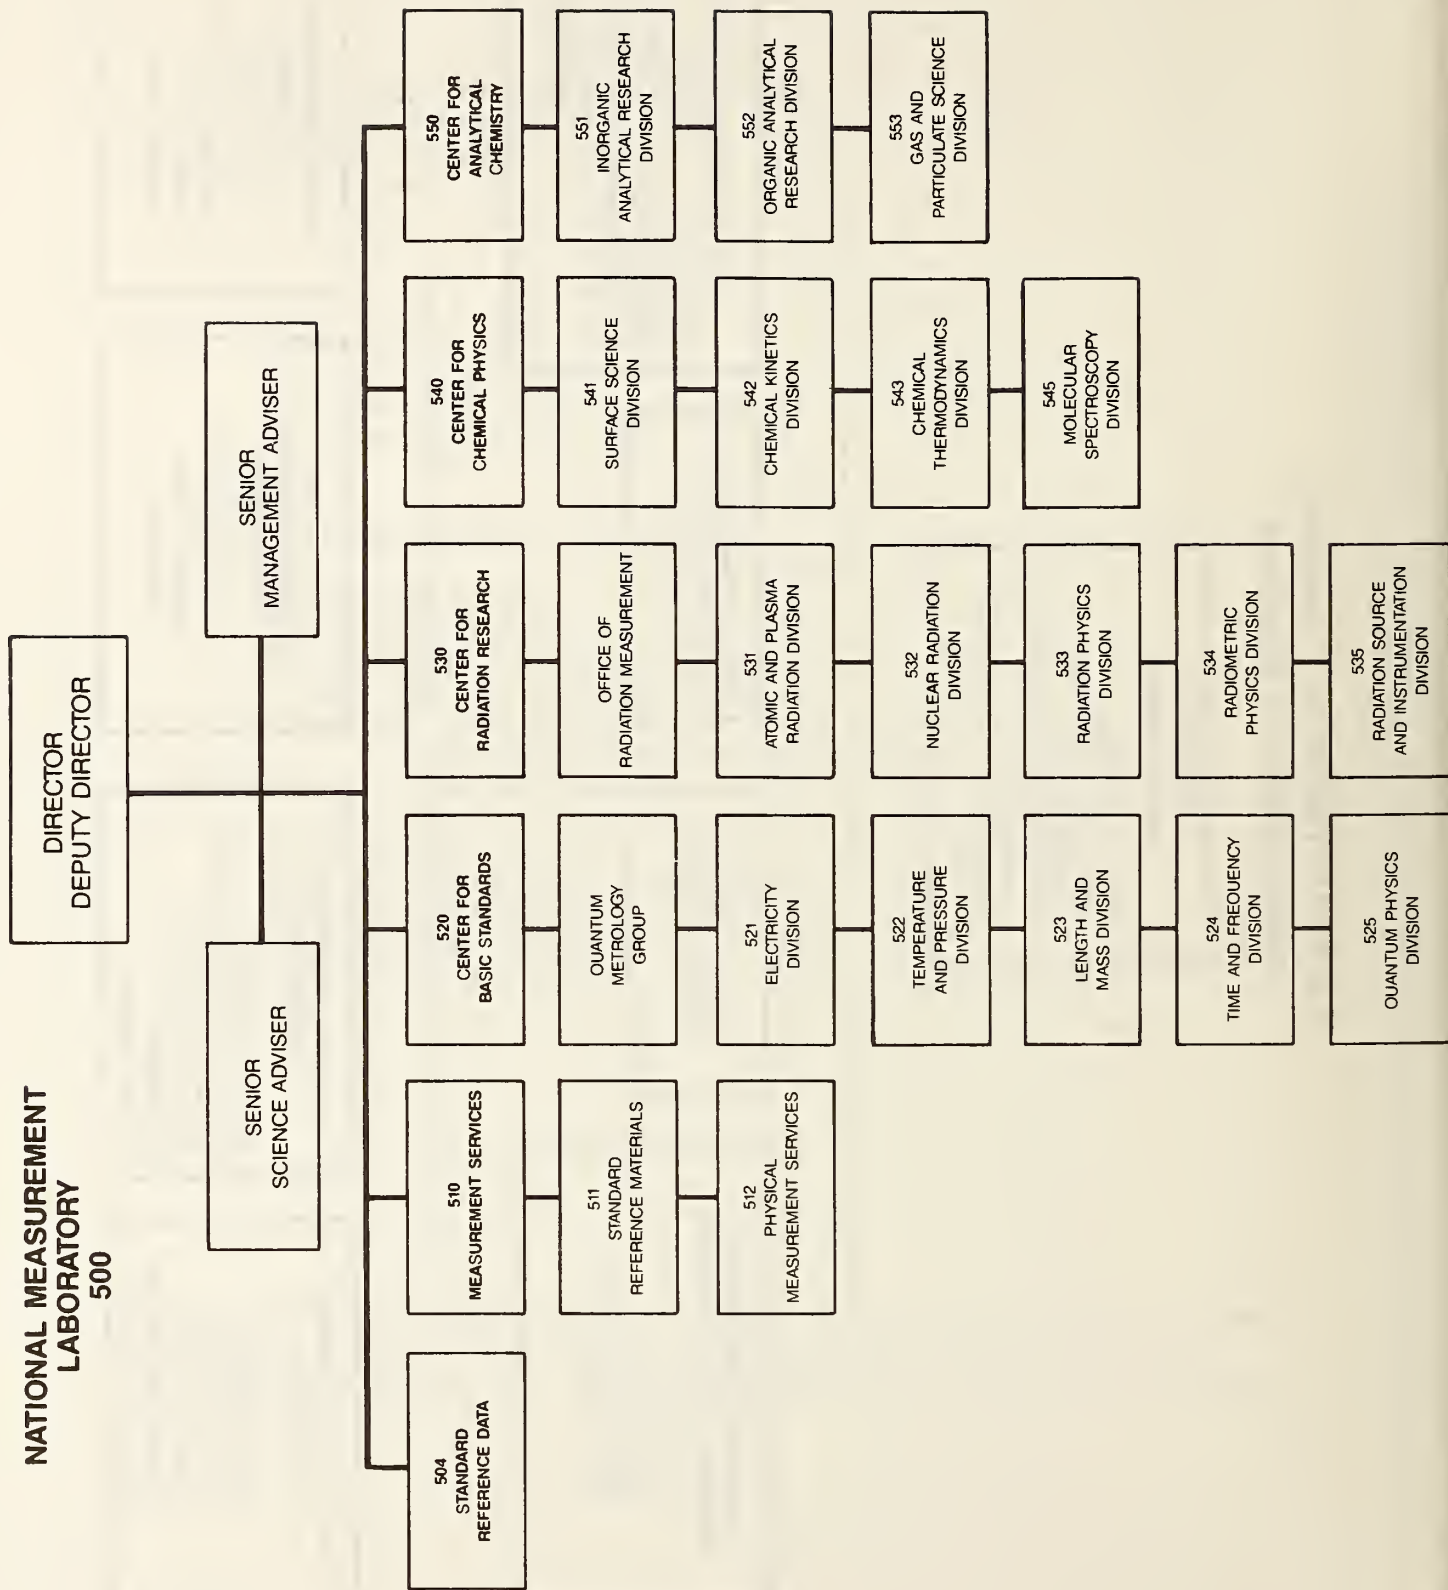 NATIONAL MEASUREMENT
LABORATORY
500
DIRECTOR
DEPUTY DIRECTOR
SENIOR
SCIENCE ADVISER
SENIOR
MANAGEMENT ADVISER
504
STANDARD
REFERENCE DATA
510
MEASUREMENT SERVICES
511
STANDARD
REFERENCE MATERIALS
512
PHYSICAL
MEASUREMENT SERVICES
520
CENTER FOR
BASIC STANDARDS
QUANTUM
METROLOGY
GROUP
521
ELECTRICITY
DIVISION
522
TEMPERATURE
AND PRESSURE
DIVISION
523
LENGTH AND
MASS DIVISION
524
TIME AND FREQUENCY
DIVISION
525
QUANTUM PHYSICS
DIVISION
530
CENTER FOR
RADIATION RESEARCH
OFFICE OF
RADIATION MEASUREMENT
531
ATOMIC AND PLASMA
RADIATION DIVISION
532
NUCLEAR RADIATION
DIVISION
533
RADIATION PHYSICS
DIVISION
534
RADIOMETRIC
PHYSICS DIVISION
535
RADIATION SOURCE
AND INSTRUMENTATION
DIVISION
540
CENTER FOR
CHEMICAL PHYSICS
541
SURFACE SCIENCE
DIVISION
542
CHEMICAL KINETICS
DIVISION
543
CHEMICAL
THERMODYNAMICS
DIVISION
545
MOLECULAR
SPECTROSCOPY
DIVISION
550
CENTER FOR
ANALYTICAL
CHEMISTRY
551
INORGANIC
ANALYTICAL RESEARCH
DIVISION
552
ORGANIC ANALYTICAL
RESEARCH DIVISION
553
GAS AND
PARTICULATE SCIENCE
DIVISION